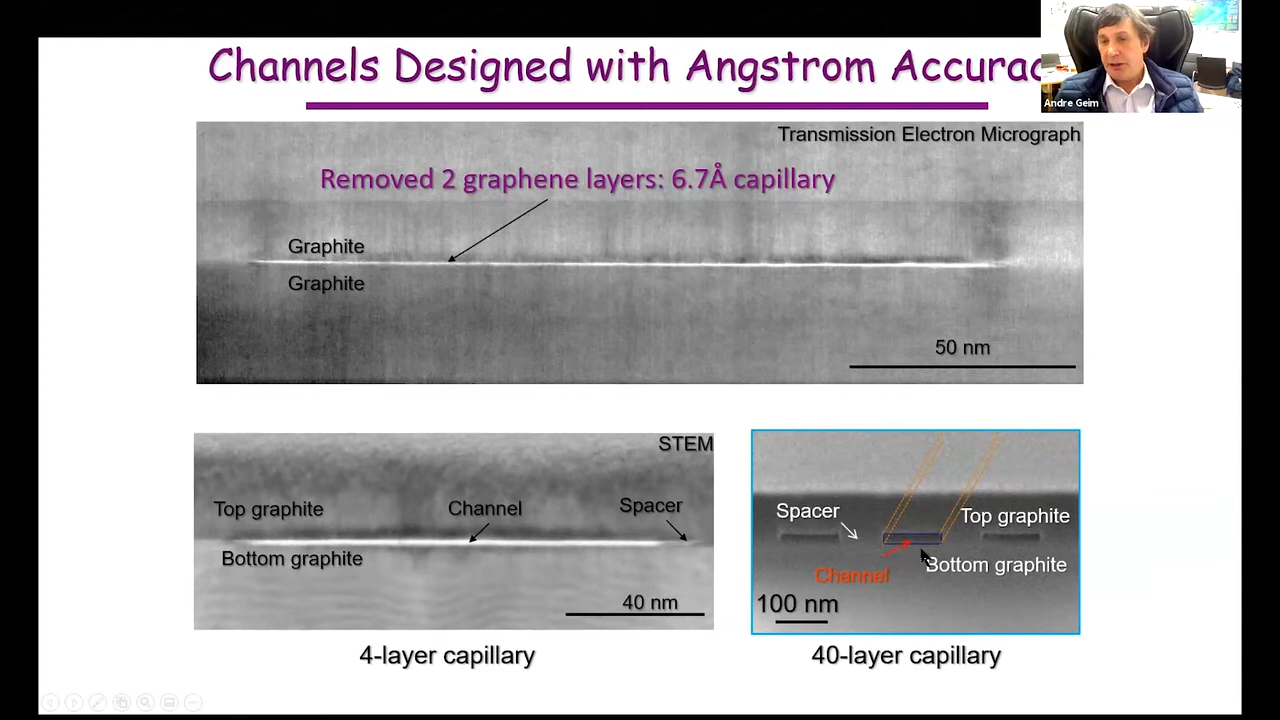 Channels Designed with Angstrom Accurac
Andre Geim
Transmission Electron Micrograph
Removed 2 graphene layers: 6.7Å capillary
Graphite
Graphite
50 nm
STEM
Top graphite
Channel
Spacer
Bottom graphite
40 nm
4-layer capillary
Spacer
Top graphite
Channel
Bottom graphite
100 nm
40-layer capillary